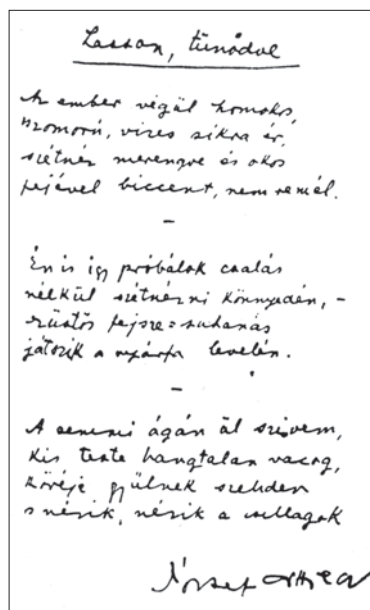 Lassan, tünődve
Az ember végül homokos,
szomorú, vizes síkra ér,
szétnéz merengve és okos
fejével biccent, nem remél.
–
Én is így próbálok csalás
nélkül szétnézni könnyedén, –
ezüstös fejsze=suhanás
játszik a nyárfa levelén.
–
A semmi ágán ül szivem,
kis teste hangtalan vacog,
köréje gyülnek szeliden
s nézik, nézik a csillagok
József Attila